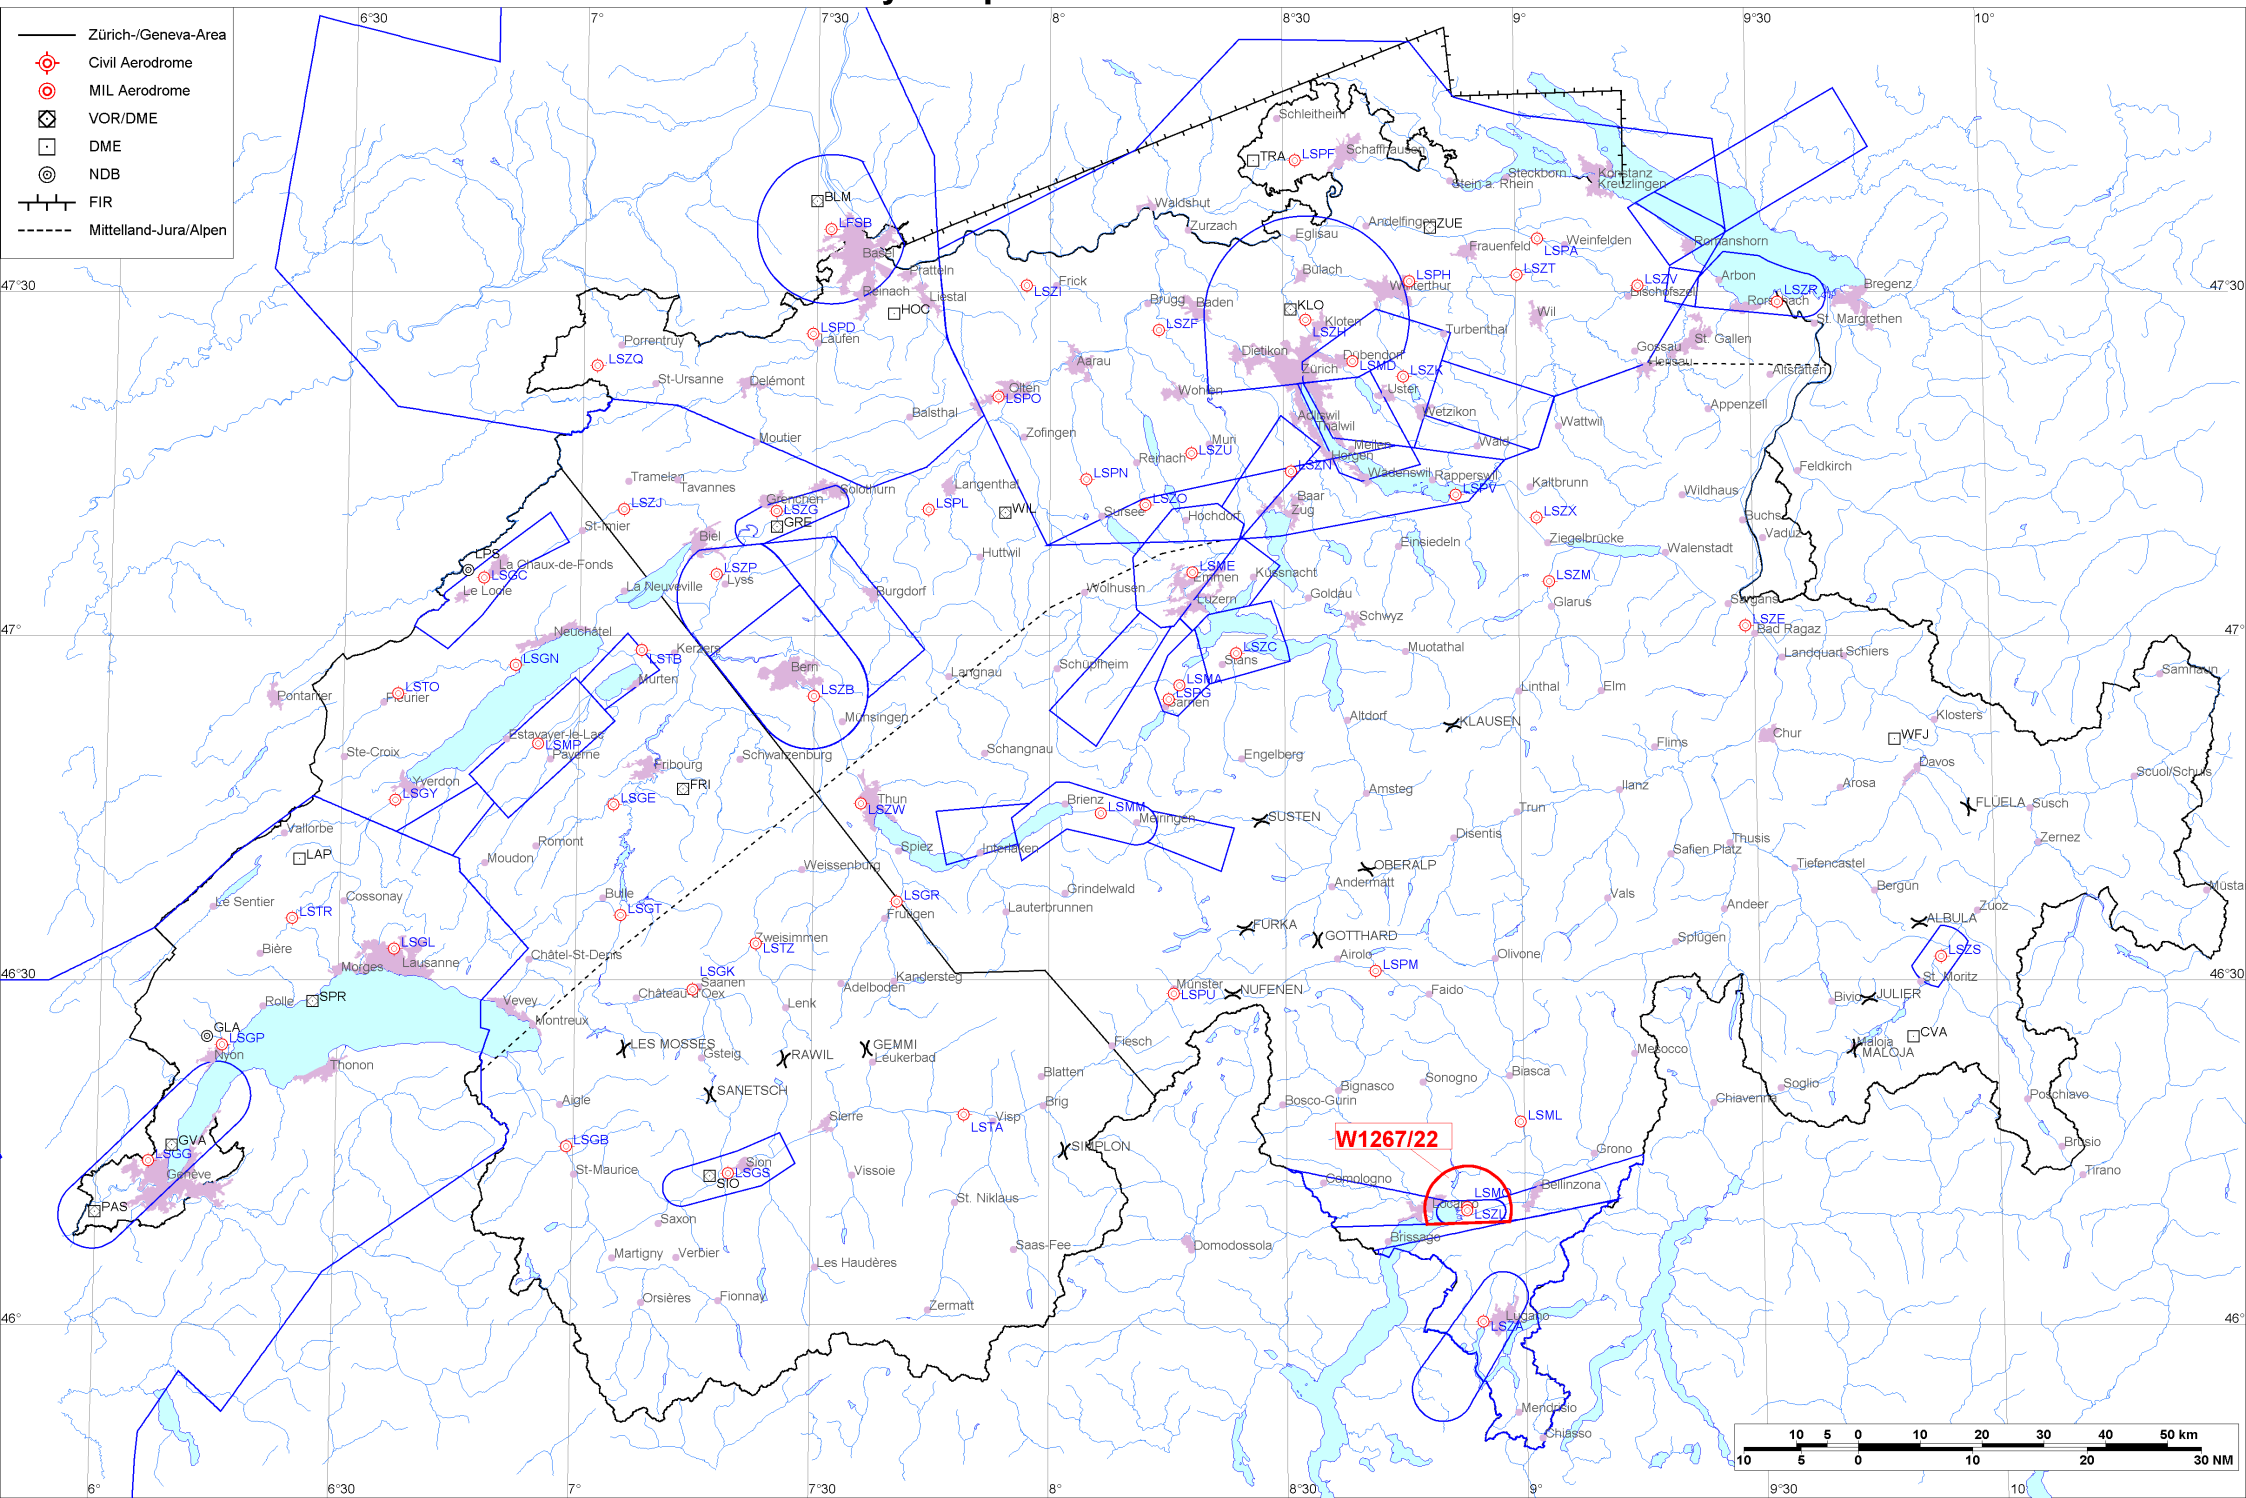 6°30
7°
7°30
8°
8°30
9°
9°30
10°
Zürich-/Geneva-Area
Civil Aerodrome
MIL Aerodrome
VOR/DME
DME
NDB
FIR
Mittelland-Jura/Alpen
Schleitheim
TRA
LSPF
Schaffhausen
Steckborn
Stein a. Rhein
Konstanz
Kreuzlingen
BLM
LFSB
Basel
Waldshut
Zurzach
Eglisau
Andelfingen
ZUE
Frauenfeld
LSPA
Weinfelden
Romanshorn
Pratteln
Reinach
Liestal
HOC
LSZI
Frick
Brugg
Baden
Bülach
LSPH
Winterthur
LSZT
LSZV
Bischofszell
Arbon
LSZR
Rorschach
Bregenz
St. Margrethen
47°30
47°30
KLO
Kloten
LSZH
LSPD
Laufen
LSZF
Turbenthal
Wil
Porrentruy
LSZQ
Dietikon
Dübendorf
LSMD
Zürich
LSZK
Gossau
St. Gallen
Herisau
Altstätten
St-Ursanne
Delémont
Aarau
Olten
LSPO
Wohlen
Uster
Wetzikon
Appenzell
Balsthal
Adliswil
Thalwil
Wattwil
Moutier
Zofingen
Muri
LSZU
Meilen
Horgen
Wald
Reinach
Feldkirch
Tramelan
Tavannes
LSPN
LSZN
Wädenswil
Rapperswil
LSPV
Kaltbrunn
Wildhaus
Grenchen
Solothurn
Langenthal
LSZJ
LSZG
GRE
LSPL
WIL
LSZO
Sursee
Hochdorf
Baar
Zug
LSZX
Buchs
Vaduz
St-Imier
Biel
Huttwil
Einsiedeln
Ziegelbrücke
Walenstadt
LPS
La Chaux-de-Fonds
LSGC
Le Locle
LSZP
Lyss
La Neuveville
Burgdorf
Wolhusen
LSME
Emmen
Luzern
Küssnacht
Goldau
LSZM
Glarus
Sargans
Schwyz
LSZE
Bad Ragaz
47°
47°
Neuchâtel
LSGN
LSTB
Kerzers
Murten
Bern
LSZB
Langnau
Schüpfheim
LSZC
Stans
Muotathal
Landquart
Schiers
Samnaun
LSMA
LSPG
Sarnen
Linthal
Elm
Pontarlier
LSTO
Fleurier
Münsingen
Altdorf
KLAUSEN
Klosters
Ste-Croix
Estavayer-le-Lac
LSMP
Payerne
Schwarzenburg
Schangnau
Engelberg
Flims
Chur
WFJ
Davos
Fribourg
FRI
Yverdon
LSGY
LSGE
Thun
LSZW
Brienz
LSMM
Meiringen
Amsteg
SUSTEN
Trun
Ilanz
Arosa
FLÜELA
Susch
Scuol/Schuls
Vallorbe
LAP
Romont
Moudon
Spiez
Interlaken
Disentis
Safien Platz
Thusis
Zernez
Weissenburg
OBERALP
Andermatt
Tiefencastel
Bergün
Le Sentier
Cossonay
LSTR
Bulle
LSGT
LSGR
Frutigen
Grindelwald
Lauterbrunnen
FURKA
GOTTHARD
Vals
Andeer
ALBULA
Zuoz
Müsta
Bière
LSGL
Lausanne
Morges
Châtel-St-Denis
Zweisimmen
LSTZ
Airolo
LSPM
Olivone
Splügen
LSZS
St. Moritz
46°30
46°30
LSGK
Saanen
Château-d'Oex
Adelboden
Kandersteg
Münster
LSPU
NUFENEN
Faido
Bivio
JULIER
Rolle
SPR
Vevey
Montreux
Lenk
GLA
LSGP
Nyon
Thonon
LES MOSSES
Gsteig
RAWIL
GEMMI
Leukerbad
Fiesch
Mesocco
Maloja
MALOJA
CVA
SANETSCH
Blatten
Bignasco
Sonogno
Biasca
Soglio
Chiavenna
Poschiavo
Aigle
Sierre
LSTA
Visp
Brig
Bosco-Gurin
LSML
GVA
LSGG
Genève
LSGB
St-Maurice
Sion
LSGS
SIO
Vissoie
SIMPLON
W1267/22
Grono
Brusio
Tirano
Comologno
LSMO
Bellinzona
Locarno
LSZL
PAS
St. Niklaus
Saxon
Martigny
Verbier
Les Haudères
Saas-Fee
Domodossola
Brissago
Orsières
Fionnay
Zermatt
Lugano
LSZA
46°
46°
Mendrisio
Chiasso
10 5 0 10 20 30 40 50 km
10 5 0 10 20 30 NM
6°
6°30
7°
7°30
8°
8°30
9°
9°30
10°